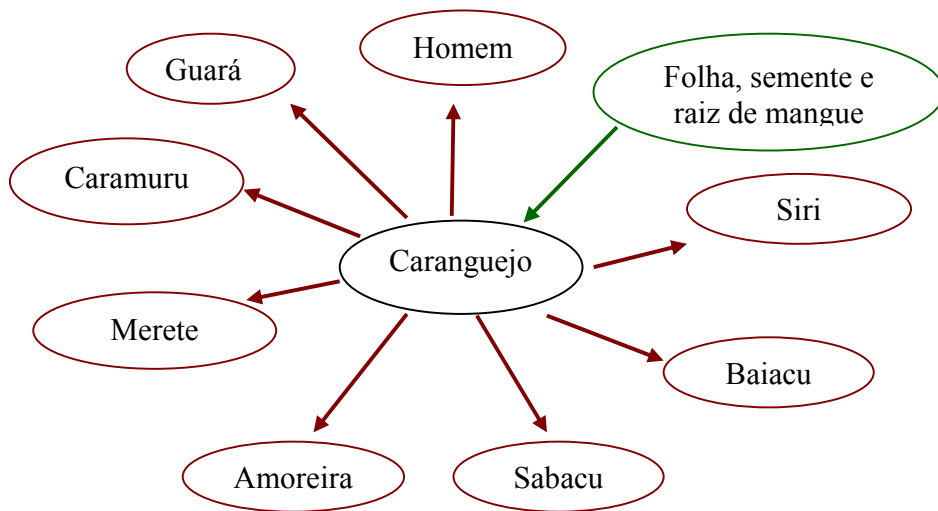 Homem
Guará
Folha, semente e
raiz de mangue
Caramuru
Siri
Caranguejo
Merete
Baiacu
Amoreira
Sabacu